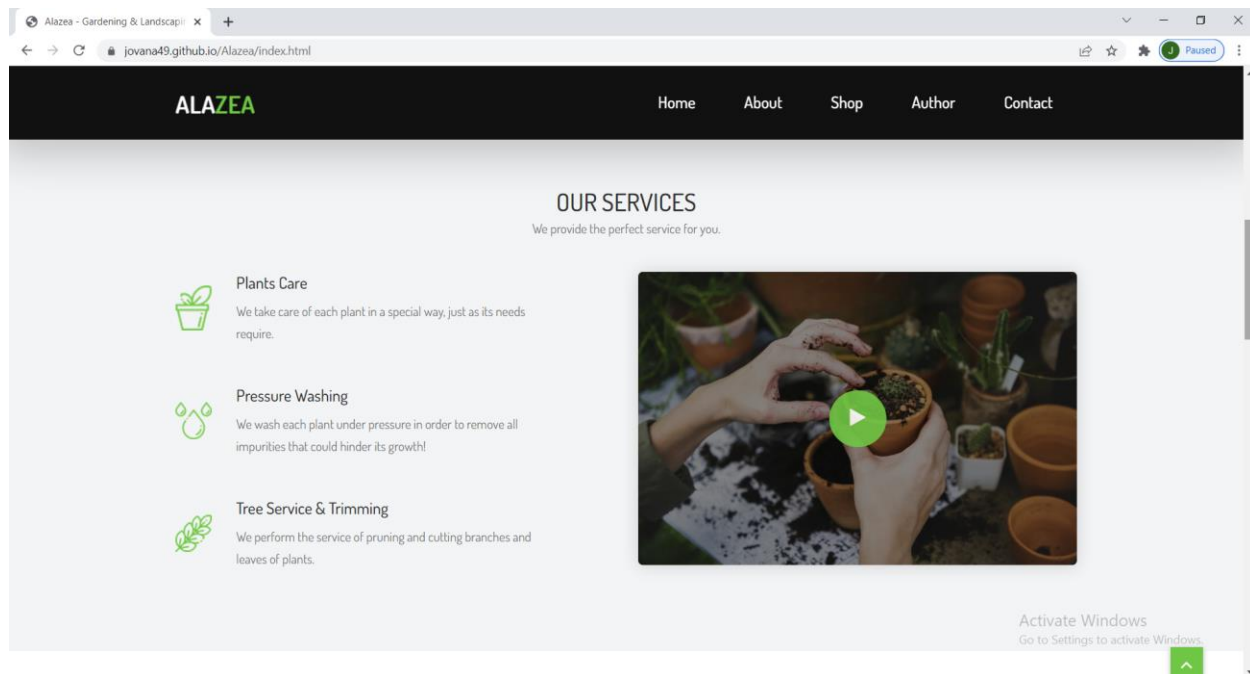 Alazea - Gardening & Landscapi
jovana49.github.io/Alazea/index.html
J Paused
ALAZEA
Home About Shop Author Contact
OUR SERVICES
We provide the perfect service for you.
Plants Care
We take care of each plant in a special way, just as its needs
require.
Pressure Washing
We wash each plant under pressure in order to remove all
impurities that could hinder its growth!
Tree Service & Trimming
We perform the service of pruning and cutting branches and
leaves of plants.
Activate Windows
Go to Settings to activate Windows.